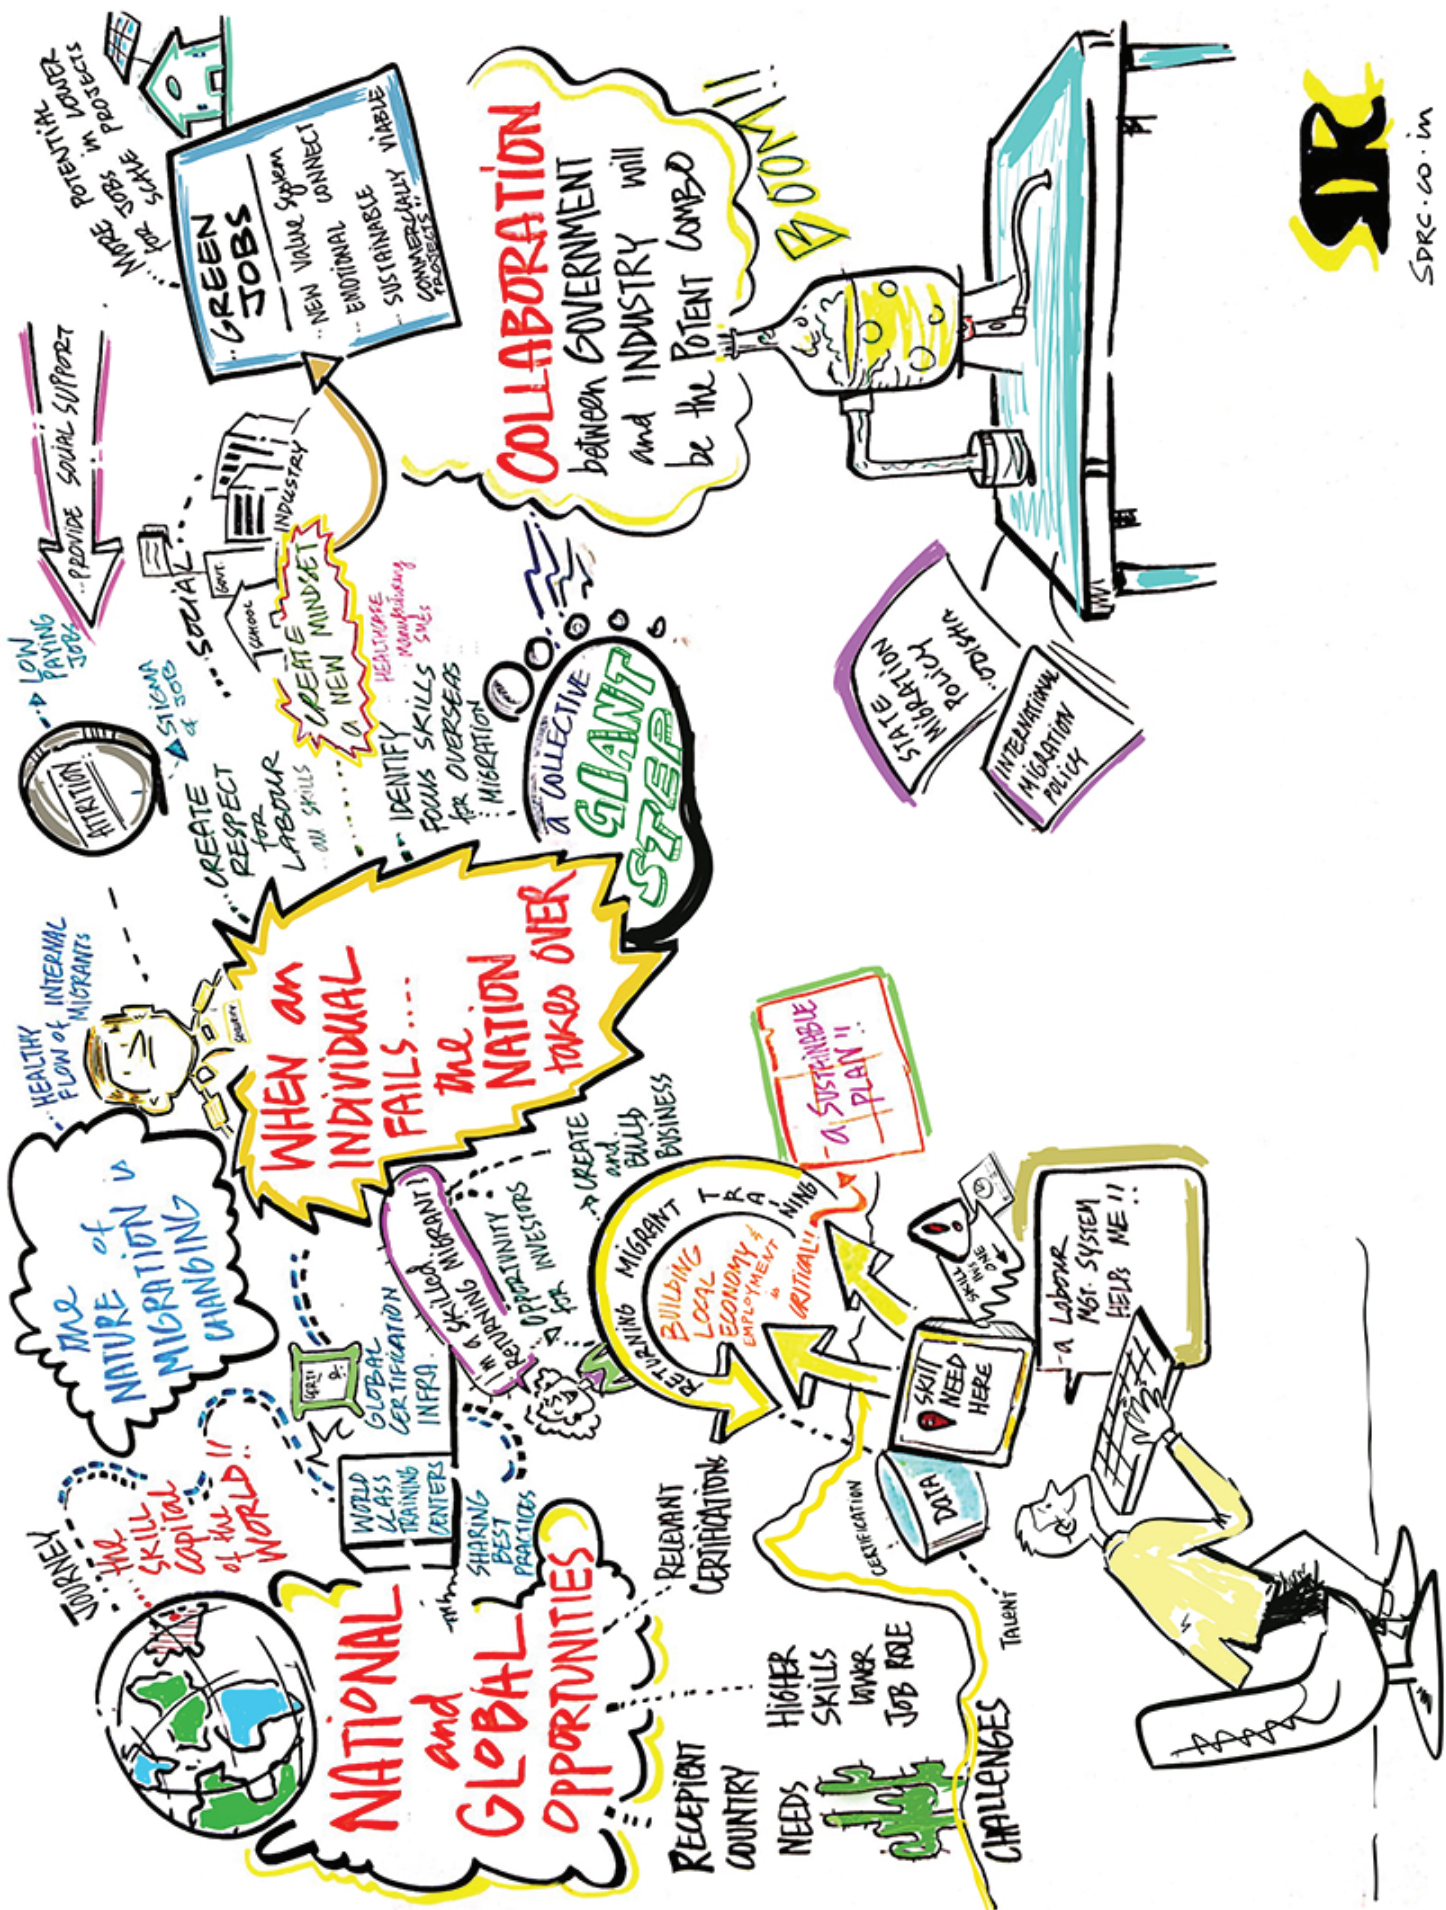 JOURNEY
...the
SKILL
Capital
of the
WORLD!!
NATIONAL
and
GLOBAL
OPPORTUNITIES
RECEPIENT
COUNTRY
NEEDS
HIGHER
SKILLS
LOWER
JOB ROLE
RELEVANT
CERTIFICATIONS
CHALLENGES
the
NATURE of
MIGRATION is
CHANGING
...HEALTHY
FLOW of INTERNAL
MIGRANTS
WORLD
CLASS
TRAINING
CENTERS
SHARING
BEST
PRACTICES
GLOBAL
CERTIFICATION
INFRA.
I'm a SKILLED
RETURNING MIGRANT!
OPPORTUNITY
FOR INVESTORS
CREATE
and
BUILD
BUSINESS
RETURNING MIGRANT TRAINING
BUILDING
LOCAL
ECONOMY &
EMPLOYMENT
is
CRITICAL!!
-a SUSTAINABLE
PLAN"!!
CERTIFICATION
DATA
TALENT
SKILL
NEED
HERE
SKILL
THIS
ONE
-a LABOUR
MGT. SYSTEM
HELPS ME!!
WHEN an
INDIVIDUAL
FAILS....
the
NATION
takes OVER
ATTRITION
LOW
PAYING
JOBS
STIGMA
of JOB
PROVIDE SOCIAL SUPPORT
CREATE
RESPECT
for
LABOUR
all SKILLS
...SOCIAL...
SCHOOL
GOVT.
INDUSTRY
CREATE
a NEW MINDSET
IDENTIFY
FOCUS SKILLS
for OVERSEAS
MIGRATION
HEALTHCARE
manufacturing
SMEs
a COLLECTIVE
GIANT
STEP
MORE POTENTIAL
FOR JOBS in LOWER
SCALE PROJECTS
GREEN
JOBS
..NEW Value System
-EMOTIONAL CONNECT
-SUSTAINABLE
COMMERCIALLY VIABLE
PROJECTS!!
COLLABORATION
between GOVERNMENT
and INDUSTRY will
be the POTENT COMBO
BOOM!!
STATE
MIGRATION
POLICY
..ODISHA
INTERNATIONAL
MIGRATION
POLICY
SDRC
SDRC.co.in